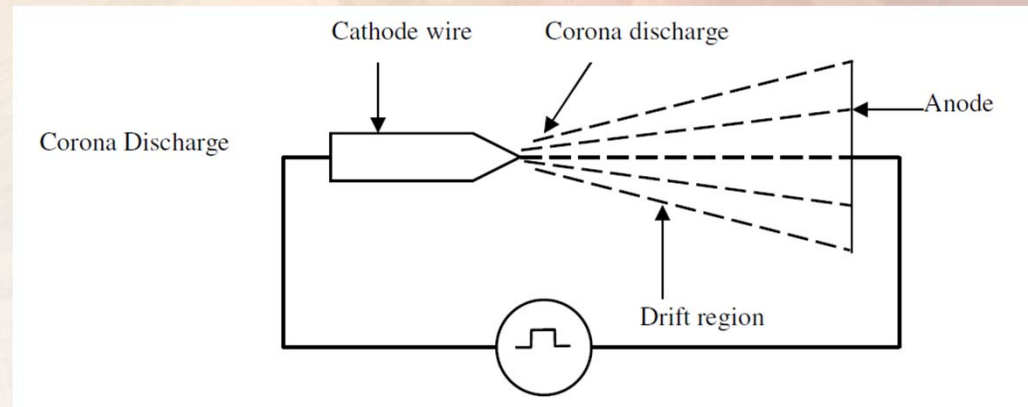 Cathode wire
Corona discharge
Anode
Corona Discharge
Drift region